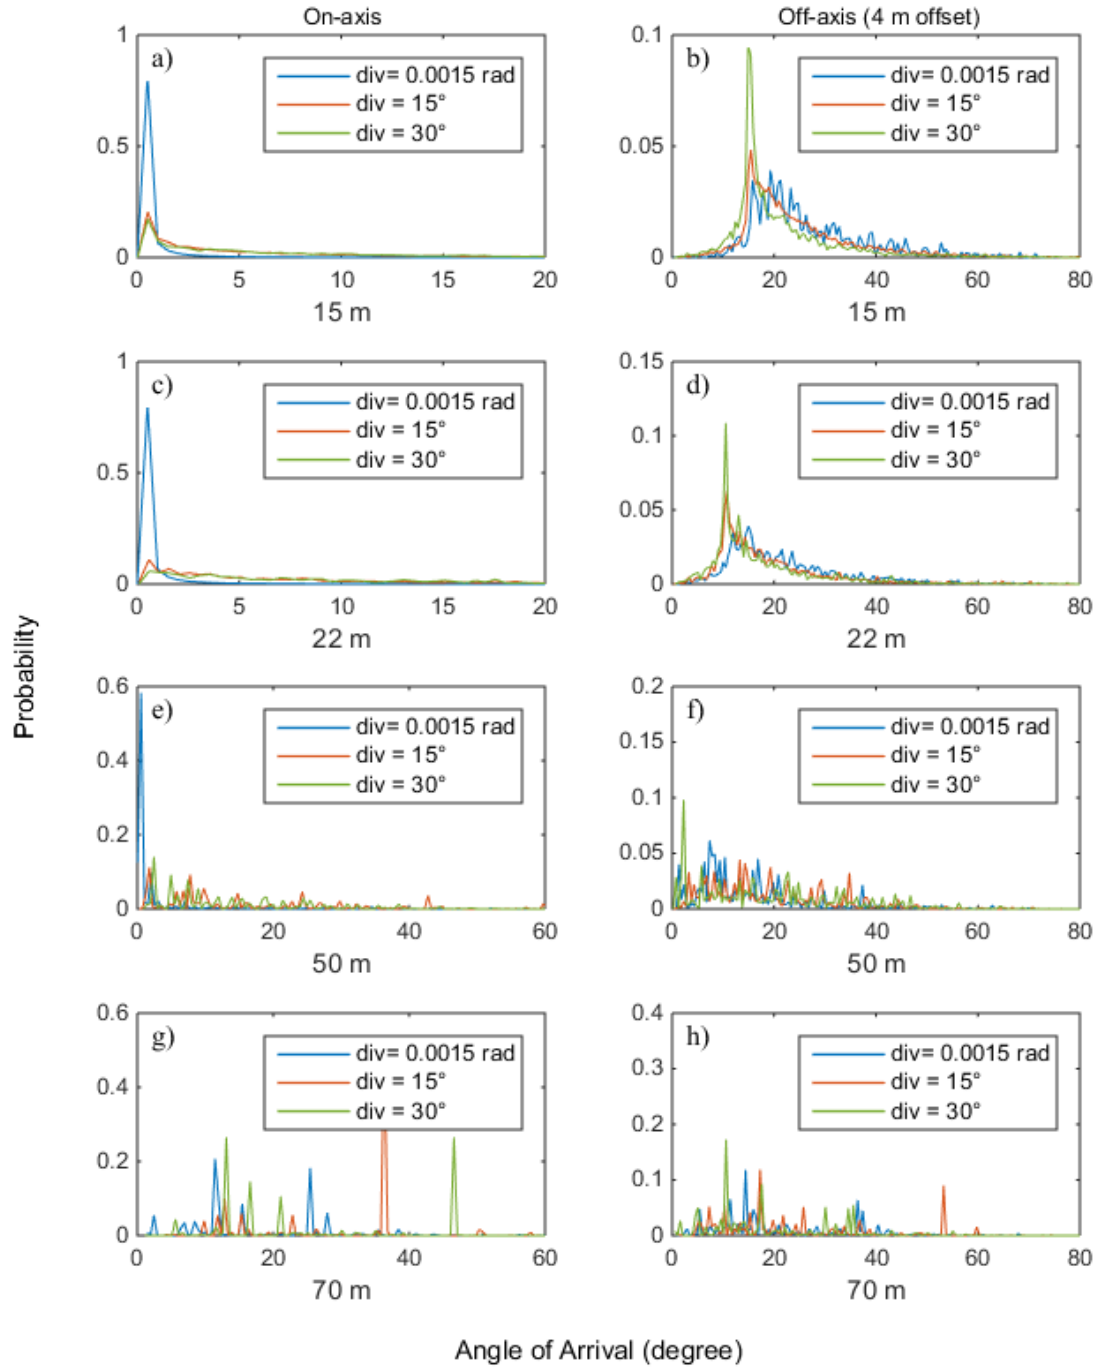 On-axis
Off-axis (4 m offset)
a)
div= 0.0015 rad
div = 15°
div = 30°
1
0.5
0
0 5 10 15 20
15 m
b)
div= 0.0015 rad
div = 15°
div = 30°
0.1
0.05
0
0 20 40 60 80
15 m
c)
div= 0.0015 rad
div = 15°
div = 30°
1
0.5
0
0 5 10 15 20
22 m
d)
div= 0.0015 rad
div = 15°
div = 30°
0.15
0.1
0.05
0
0 20 40 60 80
22 m
Probability
e)
div= 0.0015 rad
div = 15°
div = 30°
0.6
0.4
0.2
0
0 20 40 60
50 m
f)
div= 0.0015 rad
div = 15°
div = 30°
0.2
0.15
0.1
0.05
0
0 20 40 60 80
50 m
g)
div= 0.0015 rad
div = 15°
div = 30°
0.6
0.4
0.2
0
0 20 40 60
70 m
h)
div= 0.0015 rad
div = 15°
div = 30°
0.4
0.3
0.2
0.1
0
0 20 40 60 80
70 m
Angle of Arrival (degree)